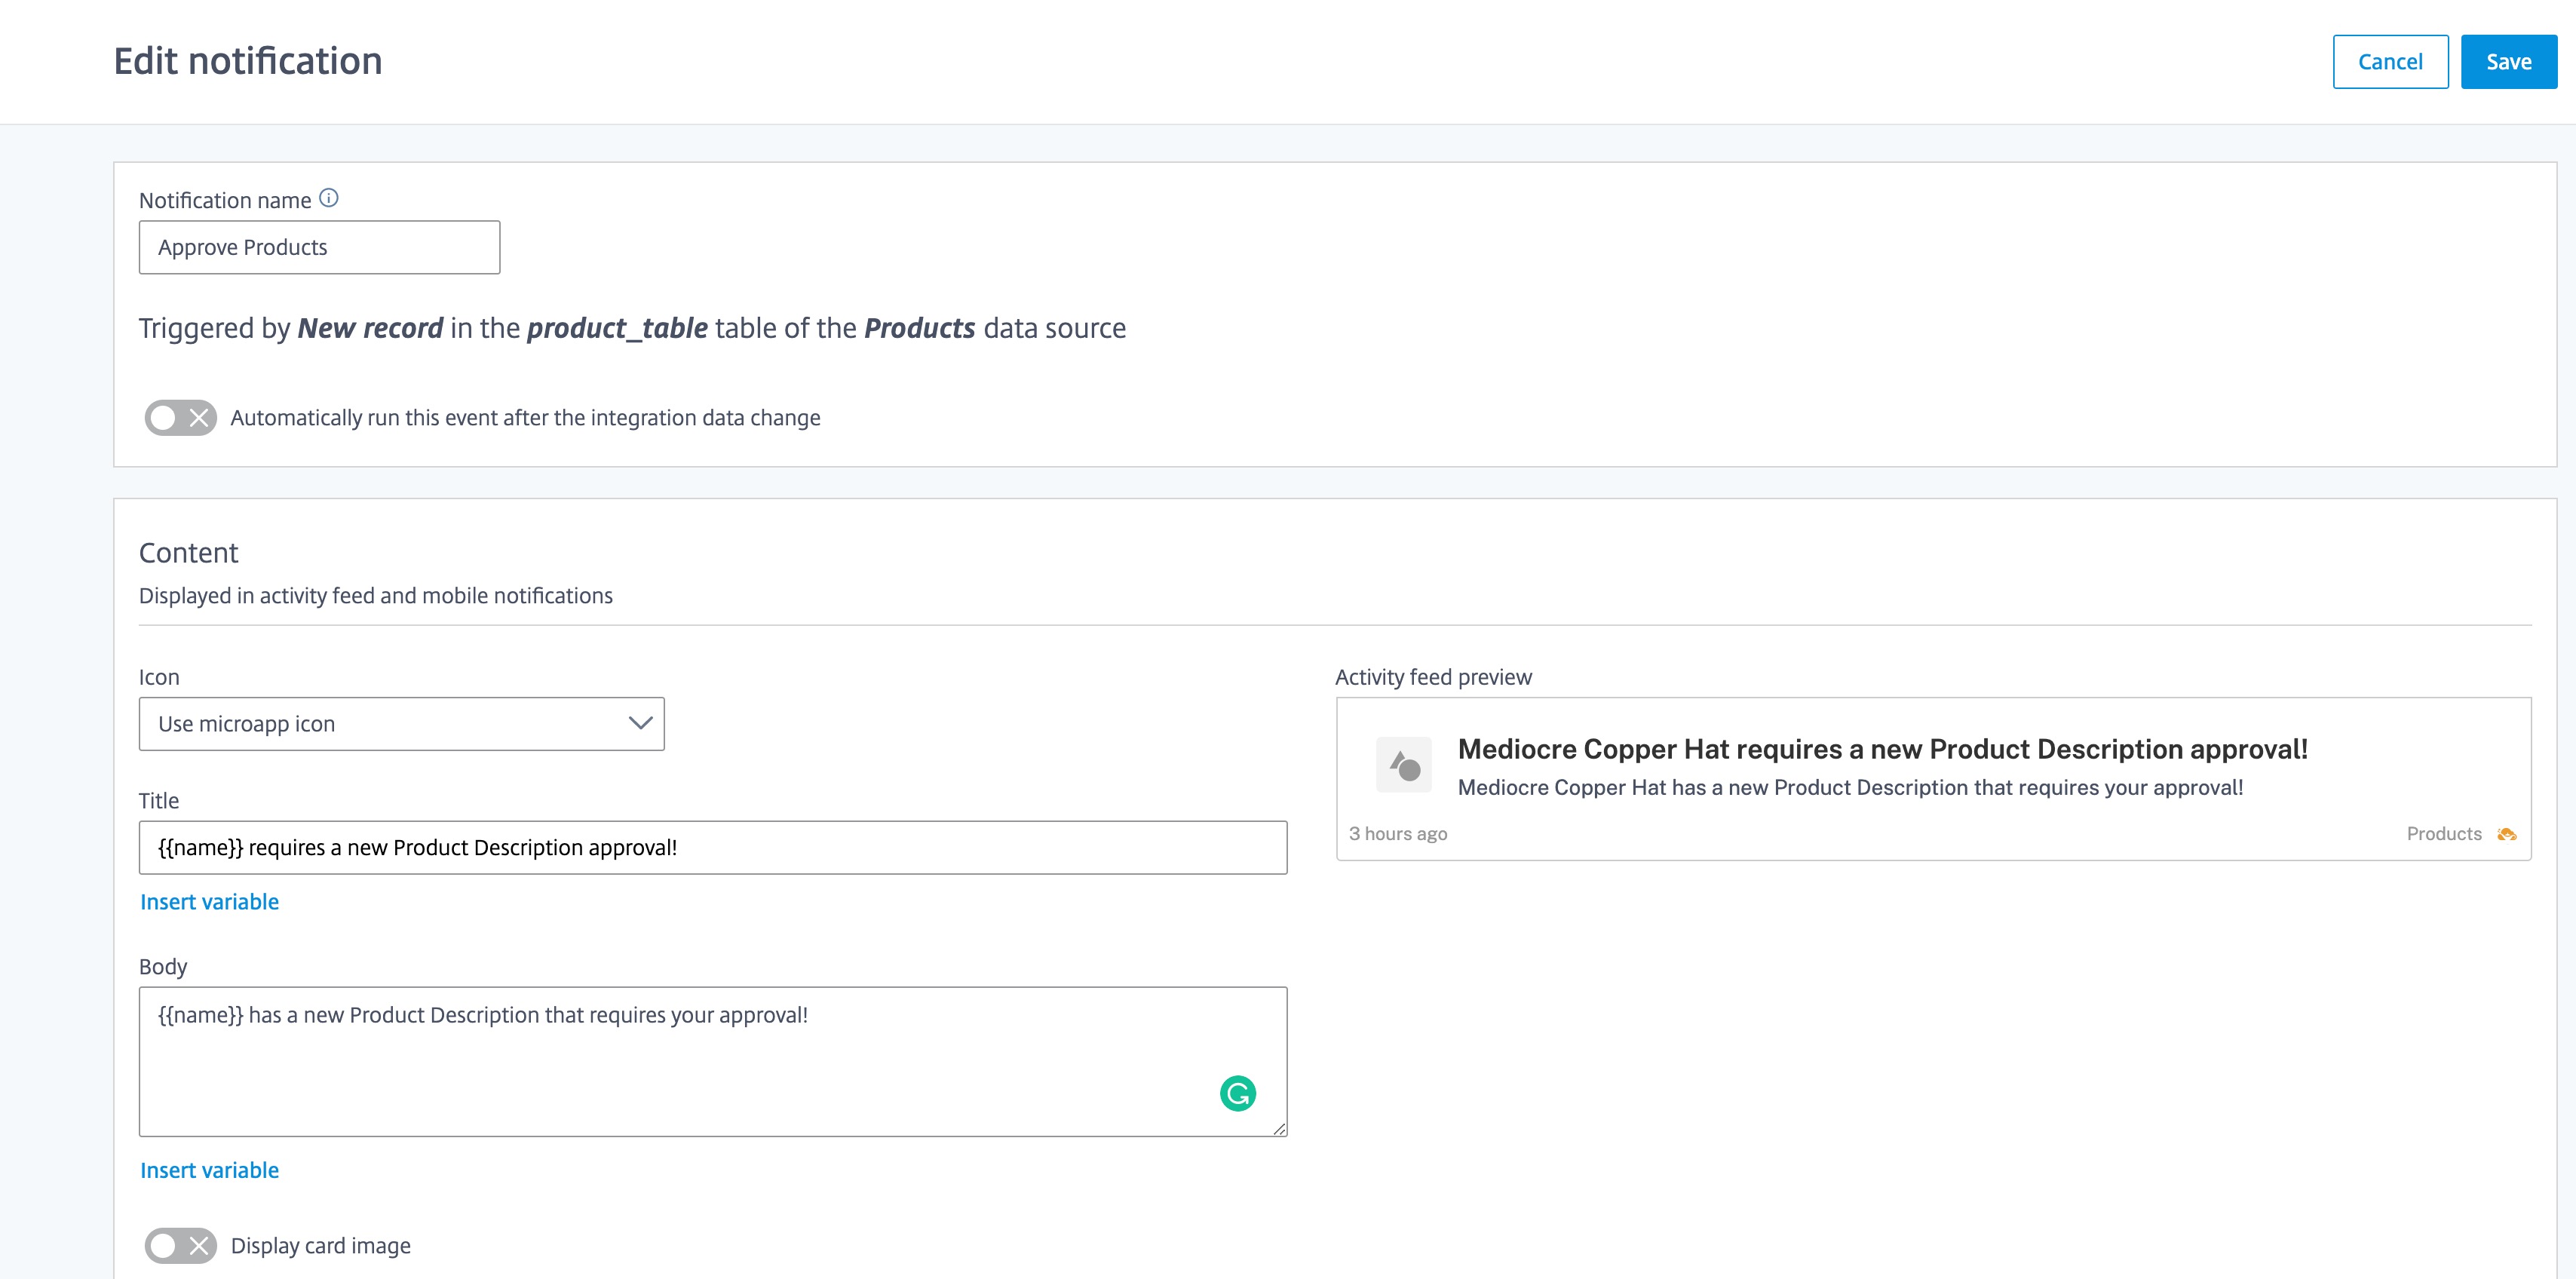 Edit notification
Cancel
Save
Notification name
Approve Products
Triggered by New record in the product_table table of the Products data source
Automatically run this event after the integration data change
Content
Displayed in activity feed and mobile notifications
Icon
Use microapp icon
Title
{{name}} requires a new Product Description approval!
Insert variable
Body
{{name}} has a new Product Description that requires your approval!
Insert variable
Display card image
Activity feed preview
Mediocre Copper Hat requires a new Product Description approval!
Mediocre Copper Hat has a new Product Description that requires your approval!
3 hours ago
Products